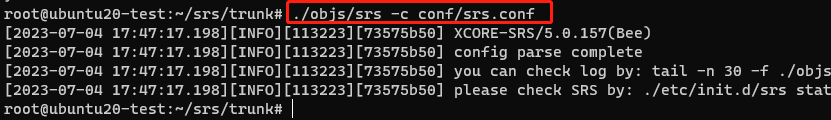 root@ubuntu20-test:~/srs/trunk# ./objs/srs -c conf/srs.conf
[2023-07-04 17:47:17.198][INFO][113223][73575b50] XCORE-SRS/5.0.157(Bee)
[2023-07-04 17:47:17.198][INFO][113223][73575b50] config parse complete
[2023-07-04 17:47:17.198][INFO][113223][73575b50] you can check log by: tail -n 30 -f ./objs
[2023-07-04 17:47:17.198][INFO][113223][73575b50] please check SRS by: ./etc/init.d/srs stat
root@ubuntu20-test:~/srs/trunk#